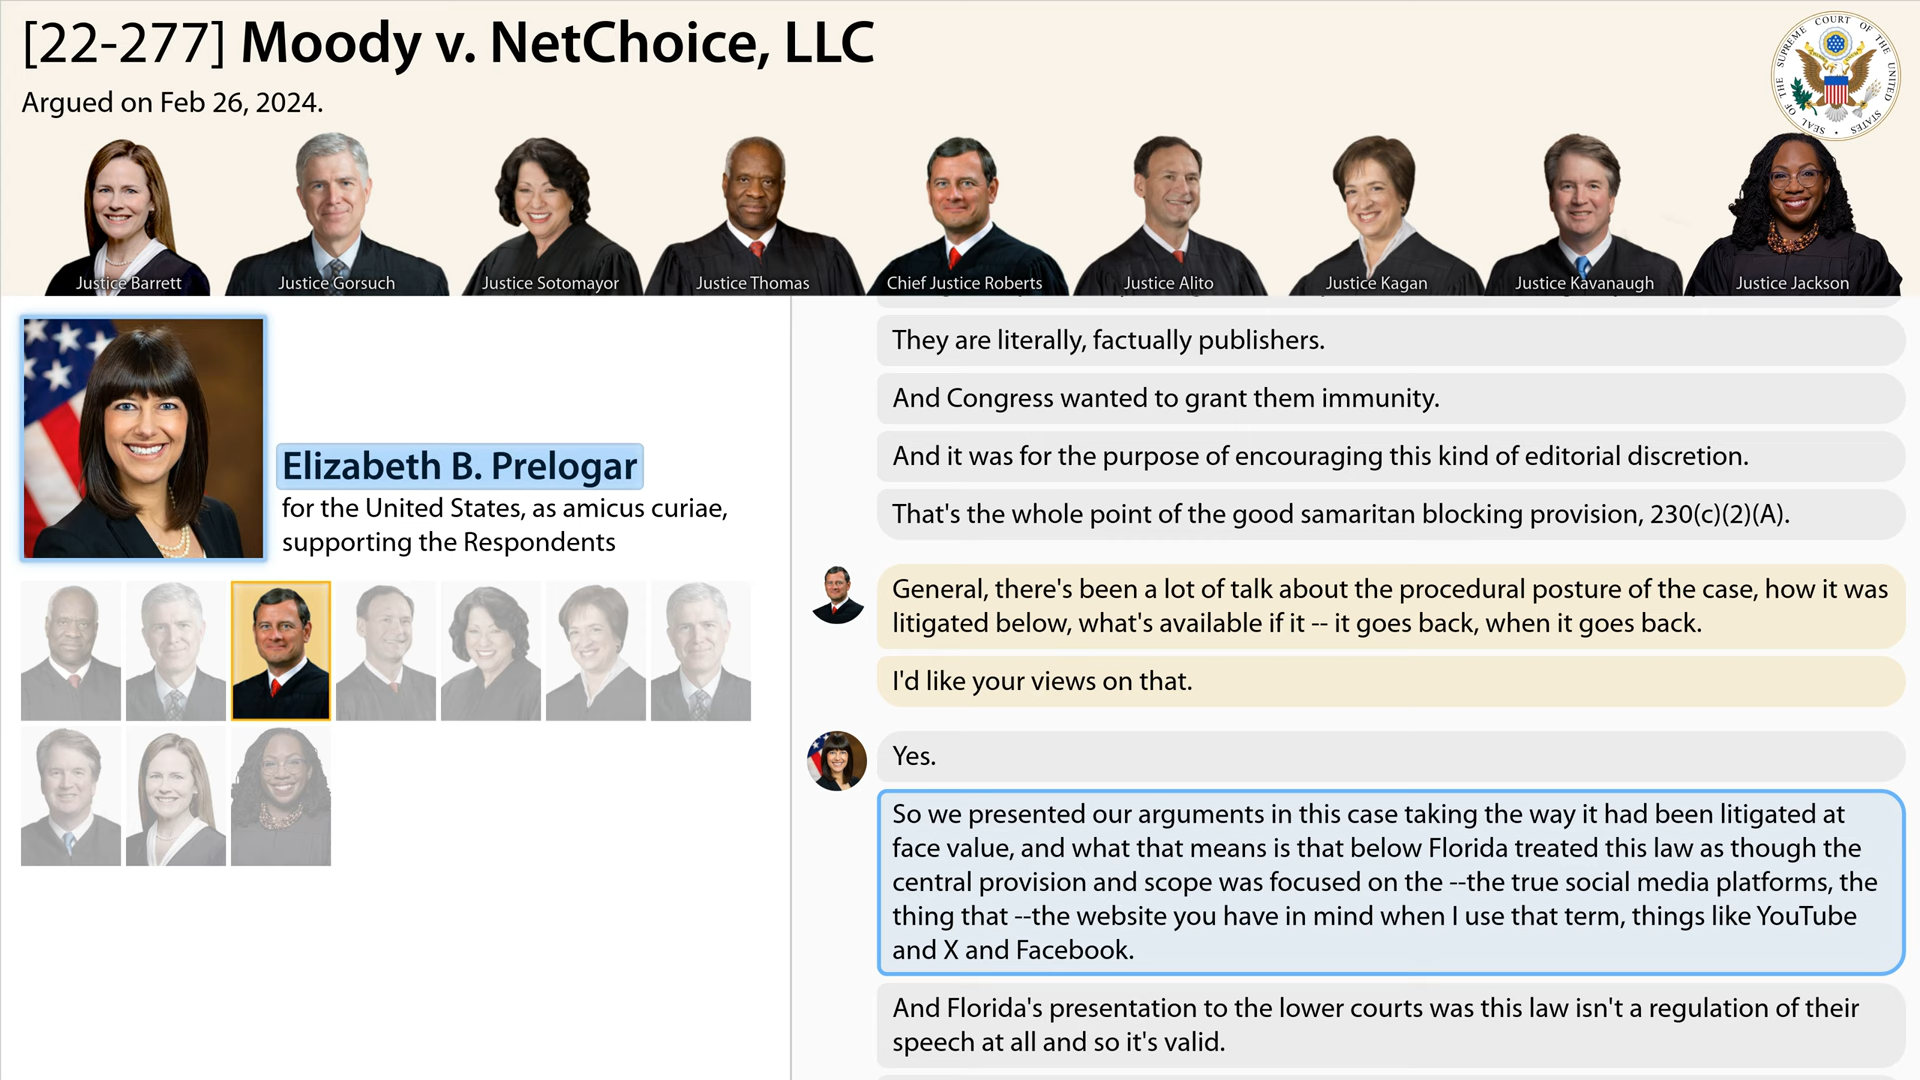 [22-277] Moody v. NetChoice, LLC
Argued on Feb 26, 2024.
SEAL OF THE SUPREME COURT OF THE UNITED STATES
Justice Barrett
Justice Gorsuch
Justice Sotomayor
Justice Thomas
Chief Justice Roberts
Justice Alito
Justice Kagan
Justice Kavanaugh
Justice Jackson
Elizabeth B. Prelogar
for the United States, as amicus curiae,
supporting the Respondents
They are literally, factually publishers.
And Congress wanted to grant them immunity.
And it was for the purpose of encouraging this kind of editorial discretion.
That's the whole point of the good samaritan blocking provision, 230(c)(2)(A).
General, there's been a lot of talk about the procedural posture of the case, how it was
litigated below, what's available if it -- it goes back, when it goes back.
I'd like your views on that.
Yes.
So we presented our arguments in this case taking the way it had been litigated at
face value, and what that means is that below Florida treated this law as though the
central provision and scope was focused on the --the true social media platforms, the
thing that --the website you have in mind when I use that term, things like YouTube
and X and Facebook.
And Florida's presentation to the lower courts was this law isn't a regulation of their
speech at all and so it's valid.